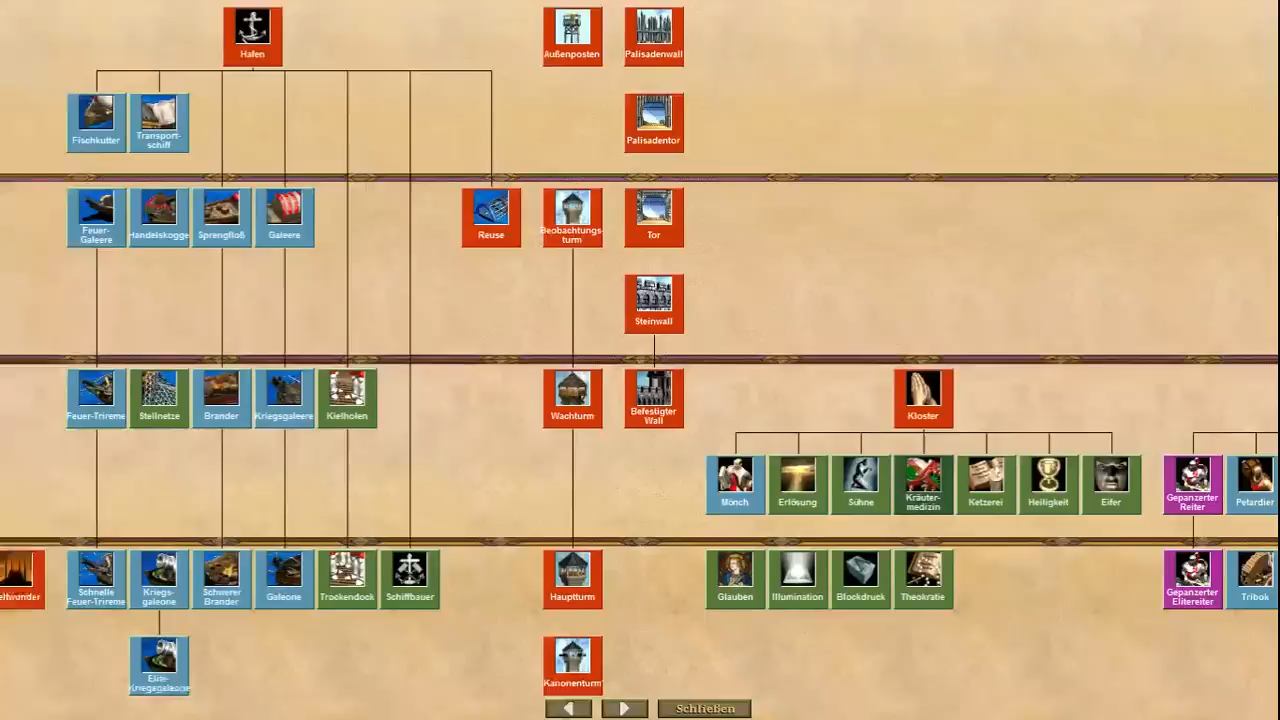 Hafen
Außenposten
Palisadenwall
Fischkutter
Transport-
schiff
Palisadentor
Feuer-
Galeere
Handelskogge
Sprengfloß
Galeere
Reuse
Beobachtungs-
turm
Tor
Steinwall
Feuer-Trireme
Stellnetze
Brander
Kriegsgaleere
Kielholen
Wachturm
Befestigter
Wall
Kloster
Mönch
Erlösung
Sühne
Kräuter-
medizin
Ketzerei
Heiligkeit
Eifer
Gepanzerter
Reiter
Petardier
eltwunder
Schnelle
Feuer-Trireme
Kriegs-
galeone
Schwerer
Brander
Galeone
Trockendock
Schiffbauer
Hauptturm
Glauben
Illumination
Blockdruck
Theokratie
Gepanzerter
Elitereiter
Tribok
Elite-
Kriegsgaleone
Kanonenturm
Schließen